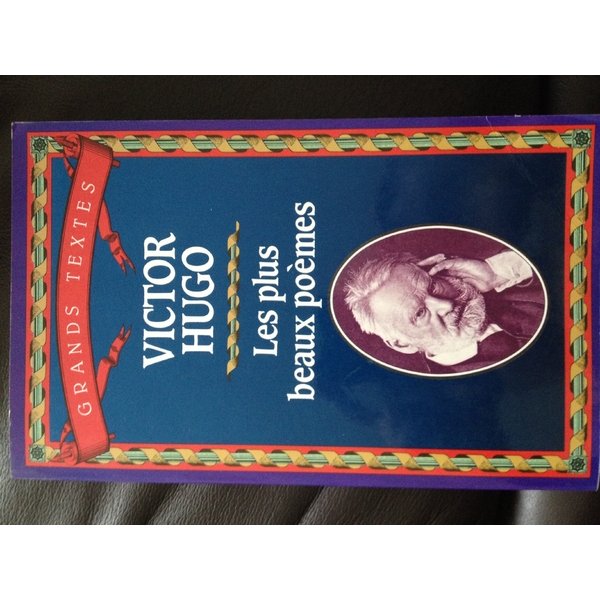 GRANDS TEXTES
VICTOR
HUGO
Les plus
beaux poèmes